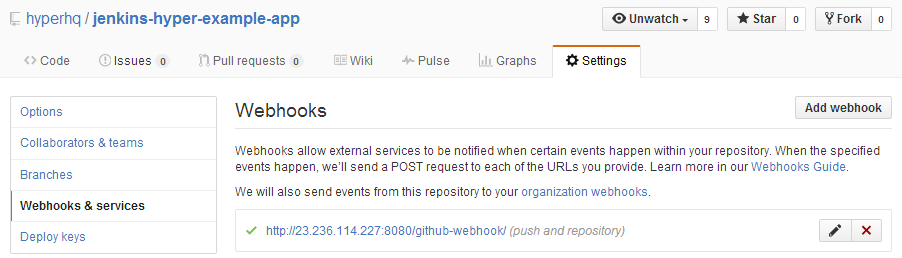 hyperhq / jenkins-hyper-example-app
Unwatch 9 Star 0 Fork 0
Code Issues 0 Pull requests 0 Wiki Pulse Graphs Settings
Options
Collaborators & teams
Branches
Webhooks & services
Deploy keys
Webhooks
Add webhook
Webhooks allow external services to be notified when certain events happen within your repository. When the specified
events happen, we'll send a POST request to each of the URLs you provide. Learn more in our Webhooks Guide.
We will also send events from this repository to your organization webhooks.
http://23.236.114.227:8080/github-webhook/ (push and repository)